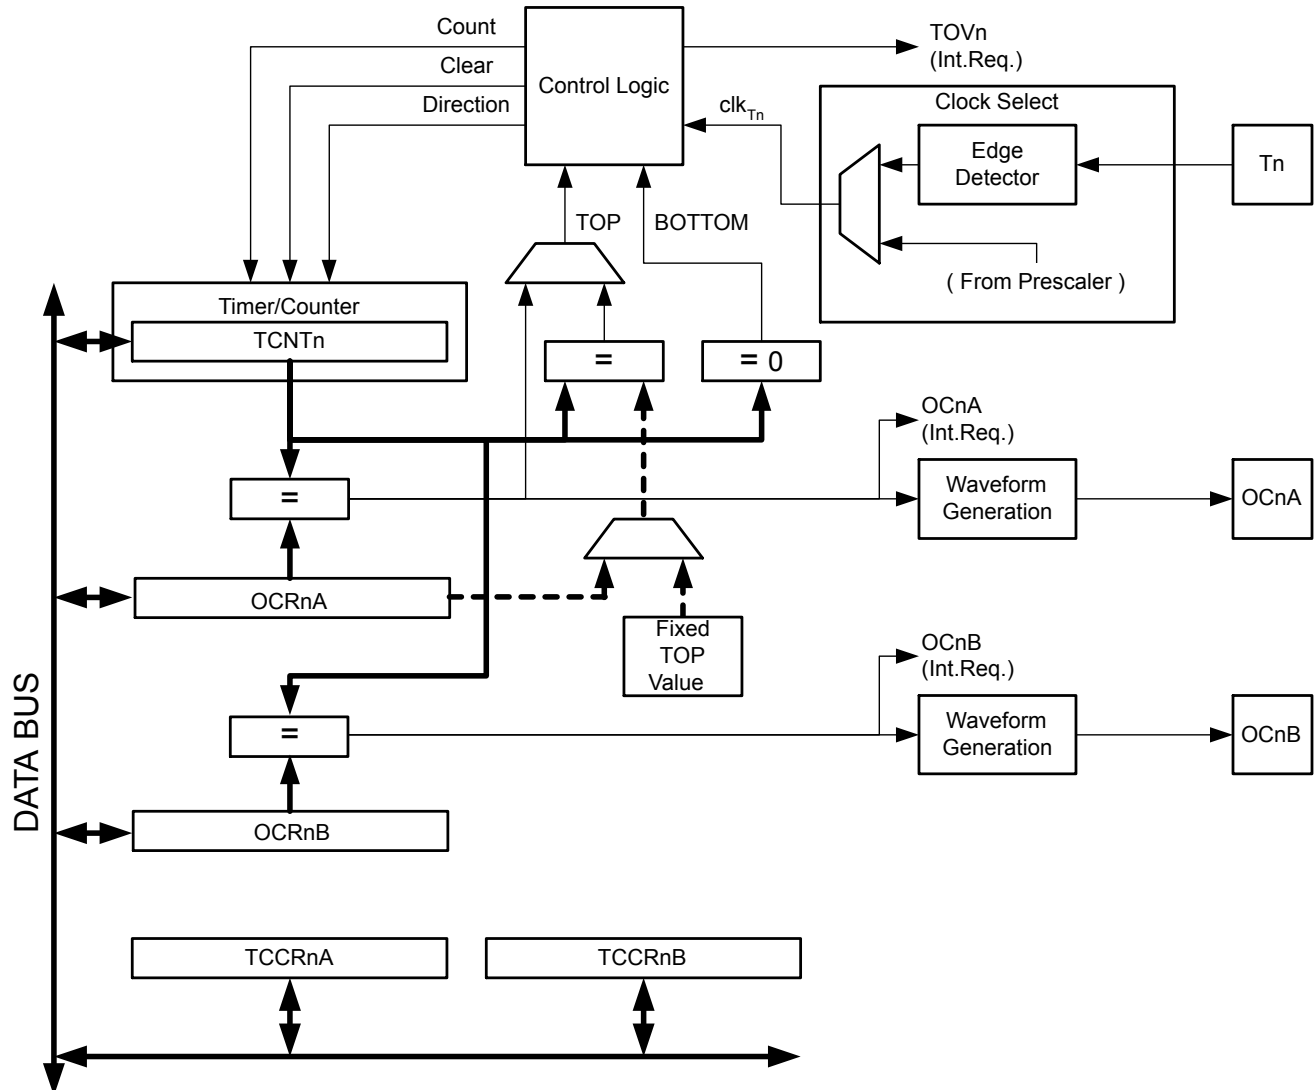 Count
Clear
Direction
Control Logic
TOVn
(Int.Req.)
clkTn
Clock Select
Edge
Detector
Tn
( From Prescaler )
TOP
BOTTOM
Timer/Counter
TCNTn
=
= 0
OCnA
(Int.Req.)
=
Waveform
Generation
OCnA
OCRnA
Fixed
TOP
Value
OCnB
(Int.Req.)
=
Waveform
Generation
OCnB
OCRnB
DATA BUS
TCCRnA
TCCRnB